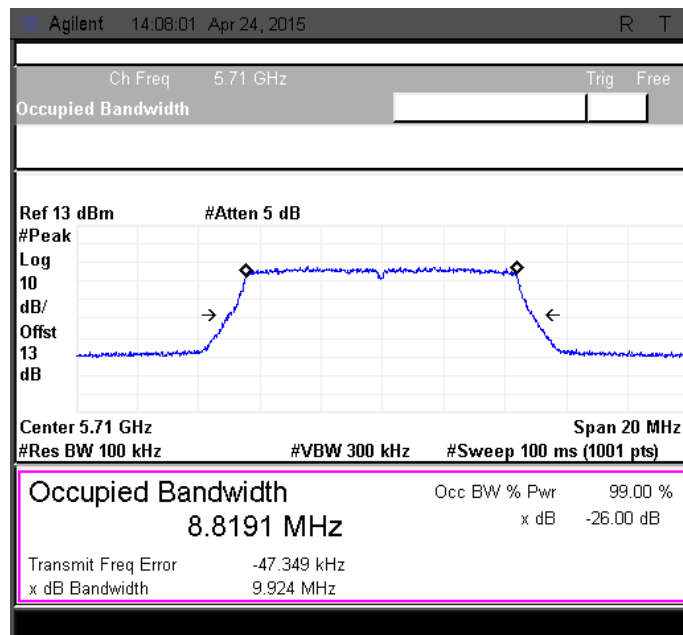 Agilent 14:08:01 Apr 24, 2015 R T
Ch Freq 5.71 GHz Trig Free
Occupied Bandwidth
Ref 13 dBm #Atten 5 dB
#Peak
Log
10
dB/
Offst
13
dB
Center 5.71 GHz Span 20 MHz
#Res BW 100 kHz #VBW 300 kHz #Sweep 100 ms (1001 pts)
Occupied Bandwidth Occ BW % Pwr 99.00 %
8.8191 MHz x dB -26.00 dB
Transmit Freq Error -47.349 kHz
x dB Bandwidth 9.924 MHz